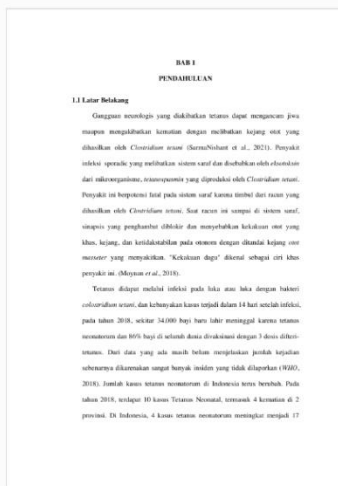 BAB 1
PENDAHULUAN
1.1 Latar Belakang
Gangguan neurologis yang diakibatkan tetanus dapat mengancam jiwa
maupun mengakibatkan kematian dengan melibatkan kejang otot yang
dihasilkan oleh Clostridium tetani (SarmaNishant et al., 2021). Penyakit
infeksi sporadic yang melibatkan sistem saraf dan disebabkan oleh eksotoksin
dari mikroorganisme, tetanospasmin yang diproduksi oleh Clostridium tetani.
Penyakit ini berpotensi fatal pada sistem saraf karena timbul dari racun yang
dihasilkan oleh Clostridium tetani. Saat racun ini sampai di sistem saraf,
sinapsis yang penghambat diblokir dan menyebabkan kekakuan otot yang
khas, kejang, dan ketidakstabilan pada otonom dengan ditandai kejang otot
masseter yang menyakitkan. "Kekakuan dagu" dikenal sebagai ciri khas
penyakit ini. (Moynan et al., 2018).
Tetanus didapat melalui infeksi pada luka atau luka dengan bakteri
colostridium tetani, dan kebanyakan kasus terjadi dalam 14 hari setelah infeksi,
pada tahun 2018, sekitar 34.000 bayi baru lahir meninggal karena tetanus
neonatorum dan 86% bayi di seluruh dunia divaksinasi dengan 3 dosis difteri-
tetanus. Dari data yang ada masih belum menjelaskan jumlah kejadian
sebenarnya dikarenakan sangat banyak insiden yang tidak dilaporkan (WHO,
2018). Jumlah kasus tetanus neonatorum di Indonesia terus berubah. Pada
tahun 2018, terdapat 10 kasus Tetanus Neonatal, termasuk 4 kematian di 2
provinsi. Di Indonesia, 4 kasus tetanus neonatorum meningkat menjadi 17